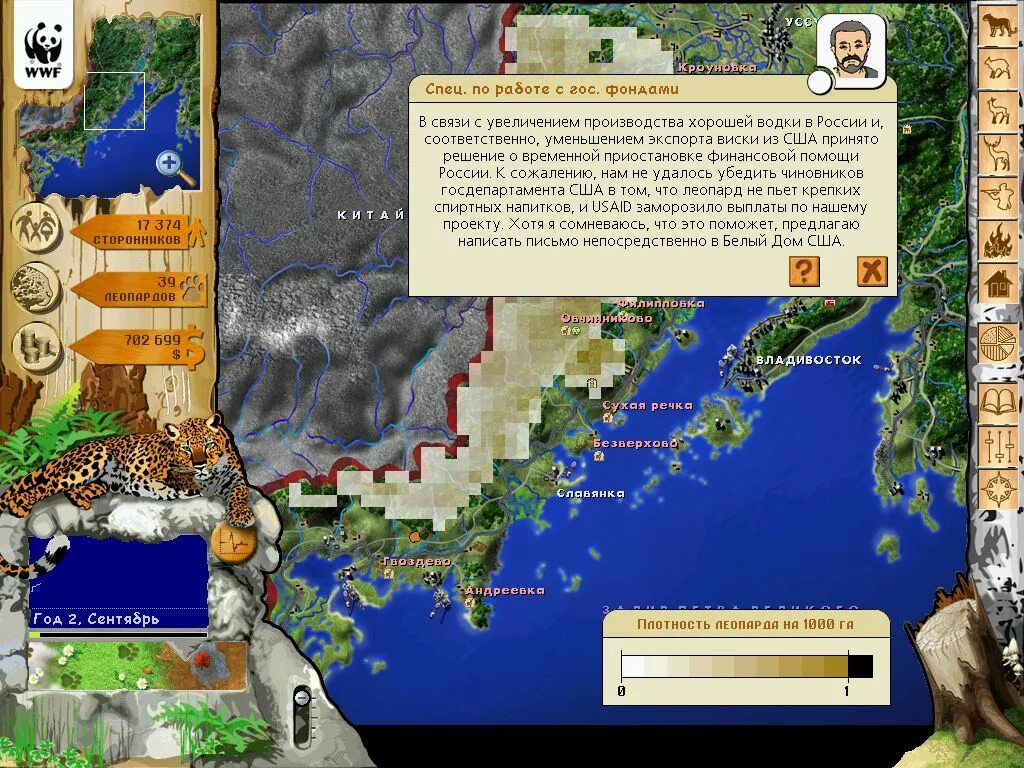 WWF
УСС
Кроуновка
Спец. по работе с гос. фондами
В связи с увеличением производства хорошей водки в России и,
соответственно, уменьшением экспорта виски из США принято
решение о временной приостановке финансовой помощи
России. К сожалению, нам не удалось убедить чиновников
госдепартамента США в том, что леопард не пьет крепких
спиртных напитков, и USAID заморозило выплаты по нашему
проекту. Хотя я сомневаюсь, что это поможет, предлагаю
написать письмо непосредственно в Белый Дом США.
?
КИТАЙ
17 374
СТОРОННИКОВ
39
ЛЕОПАРДОВ
702 699
$
Филипповка
Овчинниково
ВЛАДИВОСТОК
Сухая речка
Безверхово
Славянка
Гвоздево
Андреевка
ЗАЛИВ ПЕТРА ВЕЛИКОГО
Год 2, Сентябрь
Плотность леопарда на 1000 га
0 1